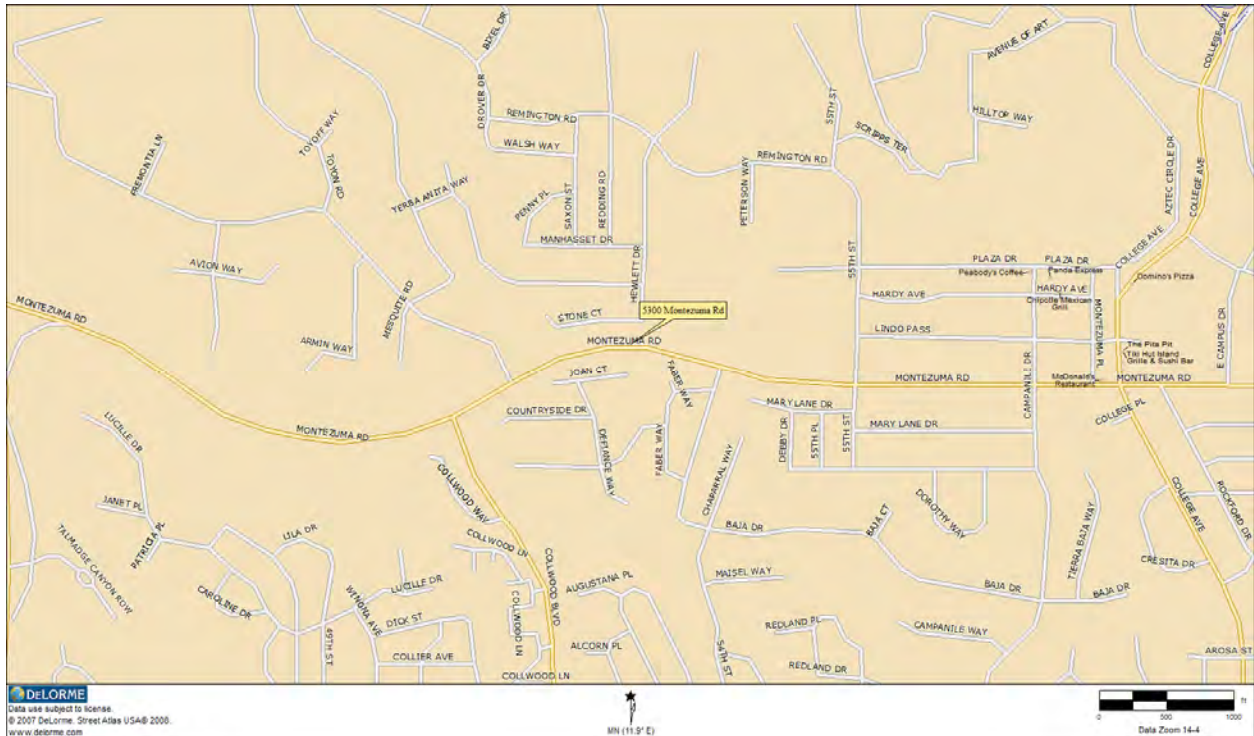 BIXEL DR
AVENUE OF ART
COLLEGE AVE
DROVER DR
REMINGTON RD
55TH ST
HILLTOP WAY
TOYOFF WAY
WALSH WAY
SCRIPPS TER
FREMONTIA LN
TOYON RD
REMINGTON RD
AZTEC CIRCLE DR
COLLEGE AVE
YERBA ANITA WAY
PENNY PL
SAXON ST
REDDING RD
PETERSON WAY
MANHASSET DR
COLLEGE AVE
AVION WAY
HEWLETT DR
55TH ST
PLAZA DR
PLAZA DR
Peabody's Coffee
Panda Express
Domino's Pizza
MESQUITE RD
HARDY AVE
HARDY AVE
Chipotle Mexican
Grill
MONTEZUMA RD
5300 Montezuma Rd
STONE CT
MONTEZUMA PL
E CAMPUS DR
ARMIN WAY
MONTEZUMA RD
LINDO PASS
The Pita Pit
Tiki Hut Island
Grille & Sushi Bar
JOAN CT
FABER WAY
MONTEZUMA RD
CAMPANILE DR
McDonald's
Restaurant
MONTEZUMA RD
LUCILLE DR
COUNTRYSIDE DR
MARY LANE DR
COLLEGE PL
MONTEZUMA RD
DEFIANCE WAY
FABER WAY
CHAPARRAL WAY
DEBBY DR
55TH PL
55TH ST
MARY LANE DR
COLLWOOD WAY
ROCKFORD DR
JANET PL
DOROTHY WAY
COLLEGE AVE
TALMADGE CANYON ROW
PATRICIA PL
LILA DR
BAJA DR
BAJA CT
TIERRA BAJA WAY
COLLWOOD LN
COLLWOOD BLVD
CRESITA DR
CAROLINE DR
WINONA AVE
LUCILLE DR
AUGUSTANA PL
MAISEL WAY
BAJA DR
BAJA DR
DICK ST
COLLWOOD LN
REDLAND PL
CAMPANILE WAY
49TH ST
COLLIER AVE
ALCORN PL
54TH ST
REDLAND DR
AROSA ST
COLLWOOD LN
DELORME
Data use subject to license.
© 2007 DeLorme. Street Atlas USA® 2008.
www.delorme.com
MN (11.9° E)
ft
0 500 1000
Data Zoom 14-4